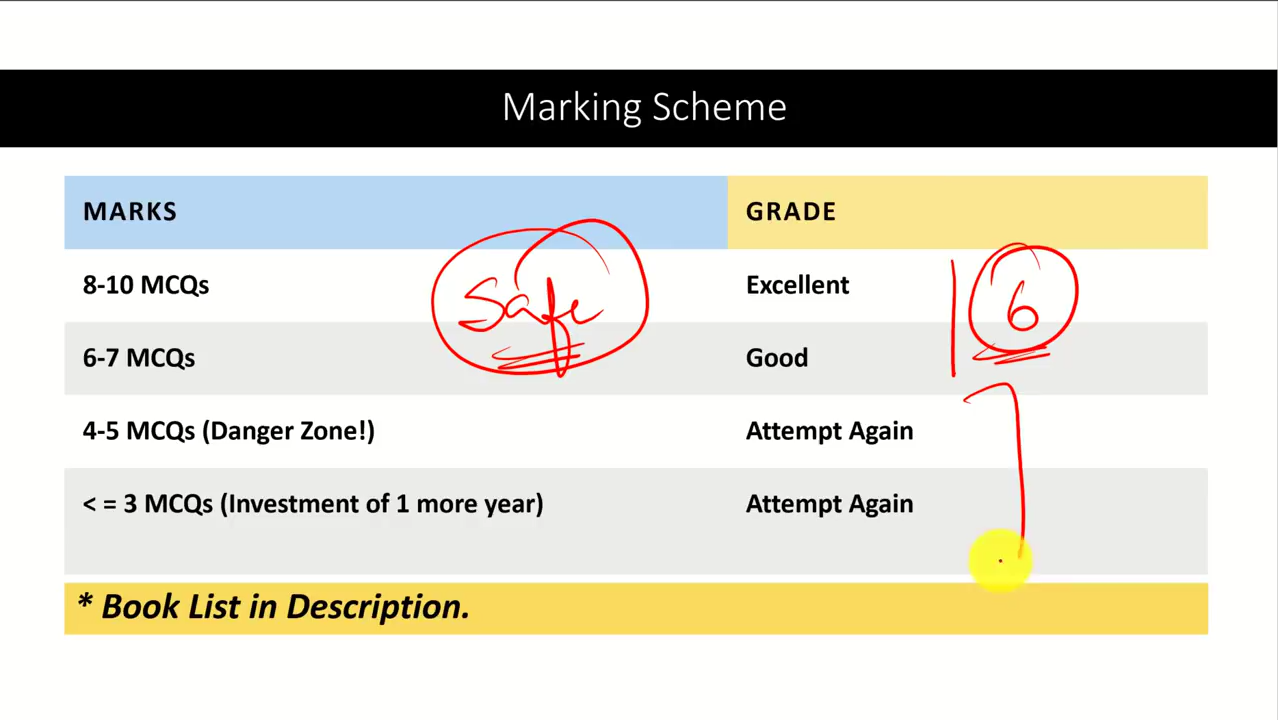 Marking Scheme
MARKS GRADE
8-10 MCQs Excellent
Safe 6
6-7 MCQs Good
4-5 MCQs (Danger Zone!) Attempt Again
< = 3 MCQs (Investment of 1 more year) Attempt Again
* Book List in Description.